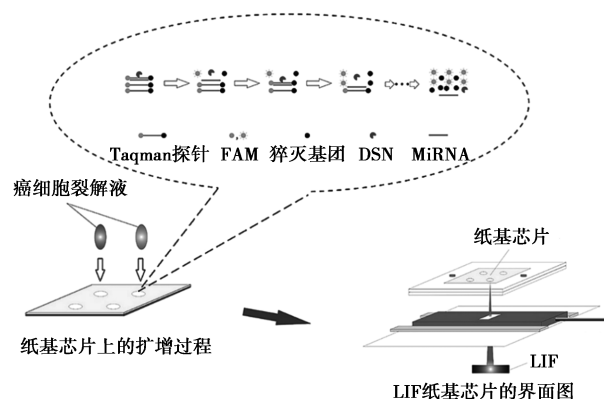 Taqman探针 FAM 猝灭基团 DSN MiRNA
癌细胞裂解液
纸基芯片
纸基芯片上的扩增过程
LIF
LIF纸基芯片的界面图